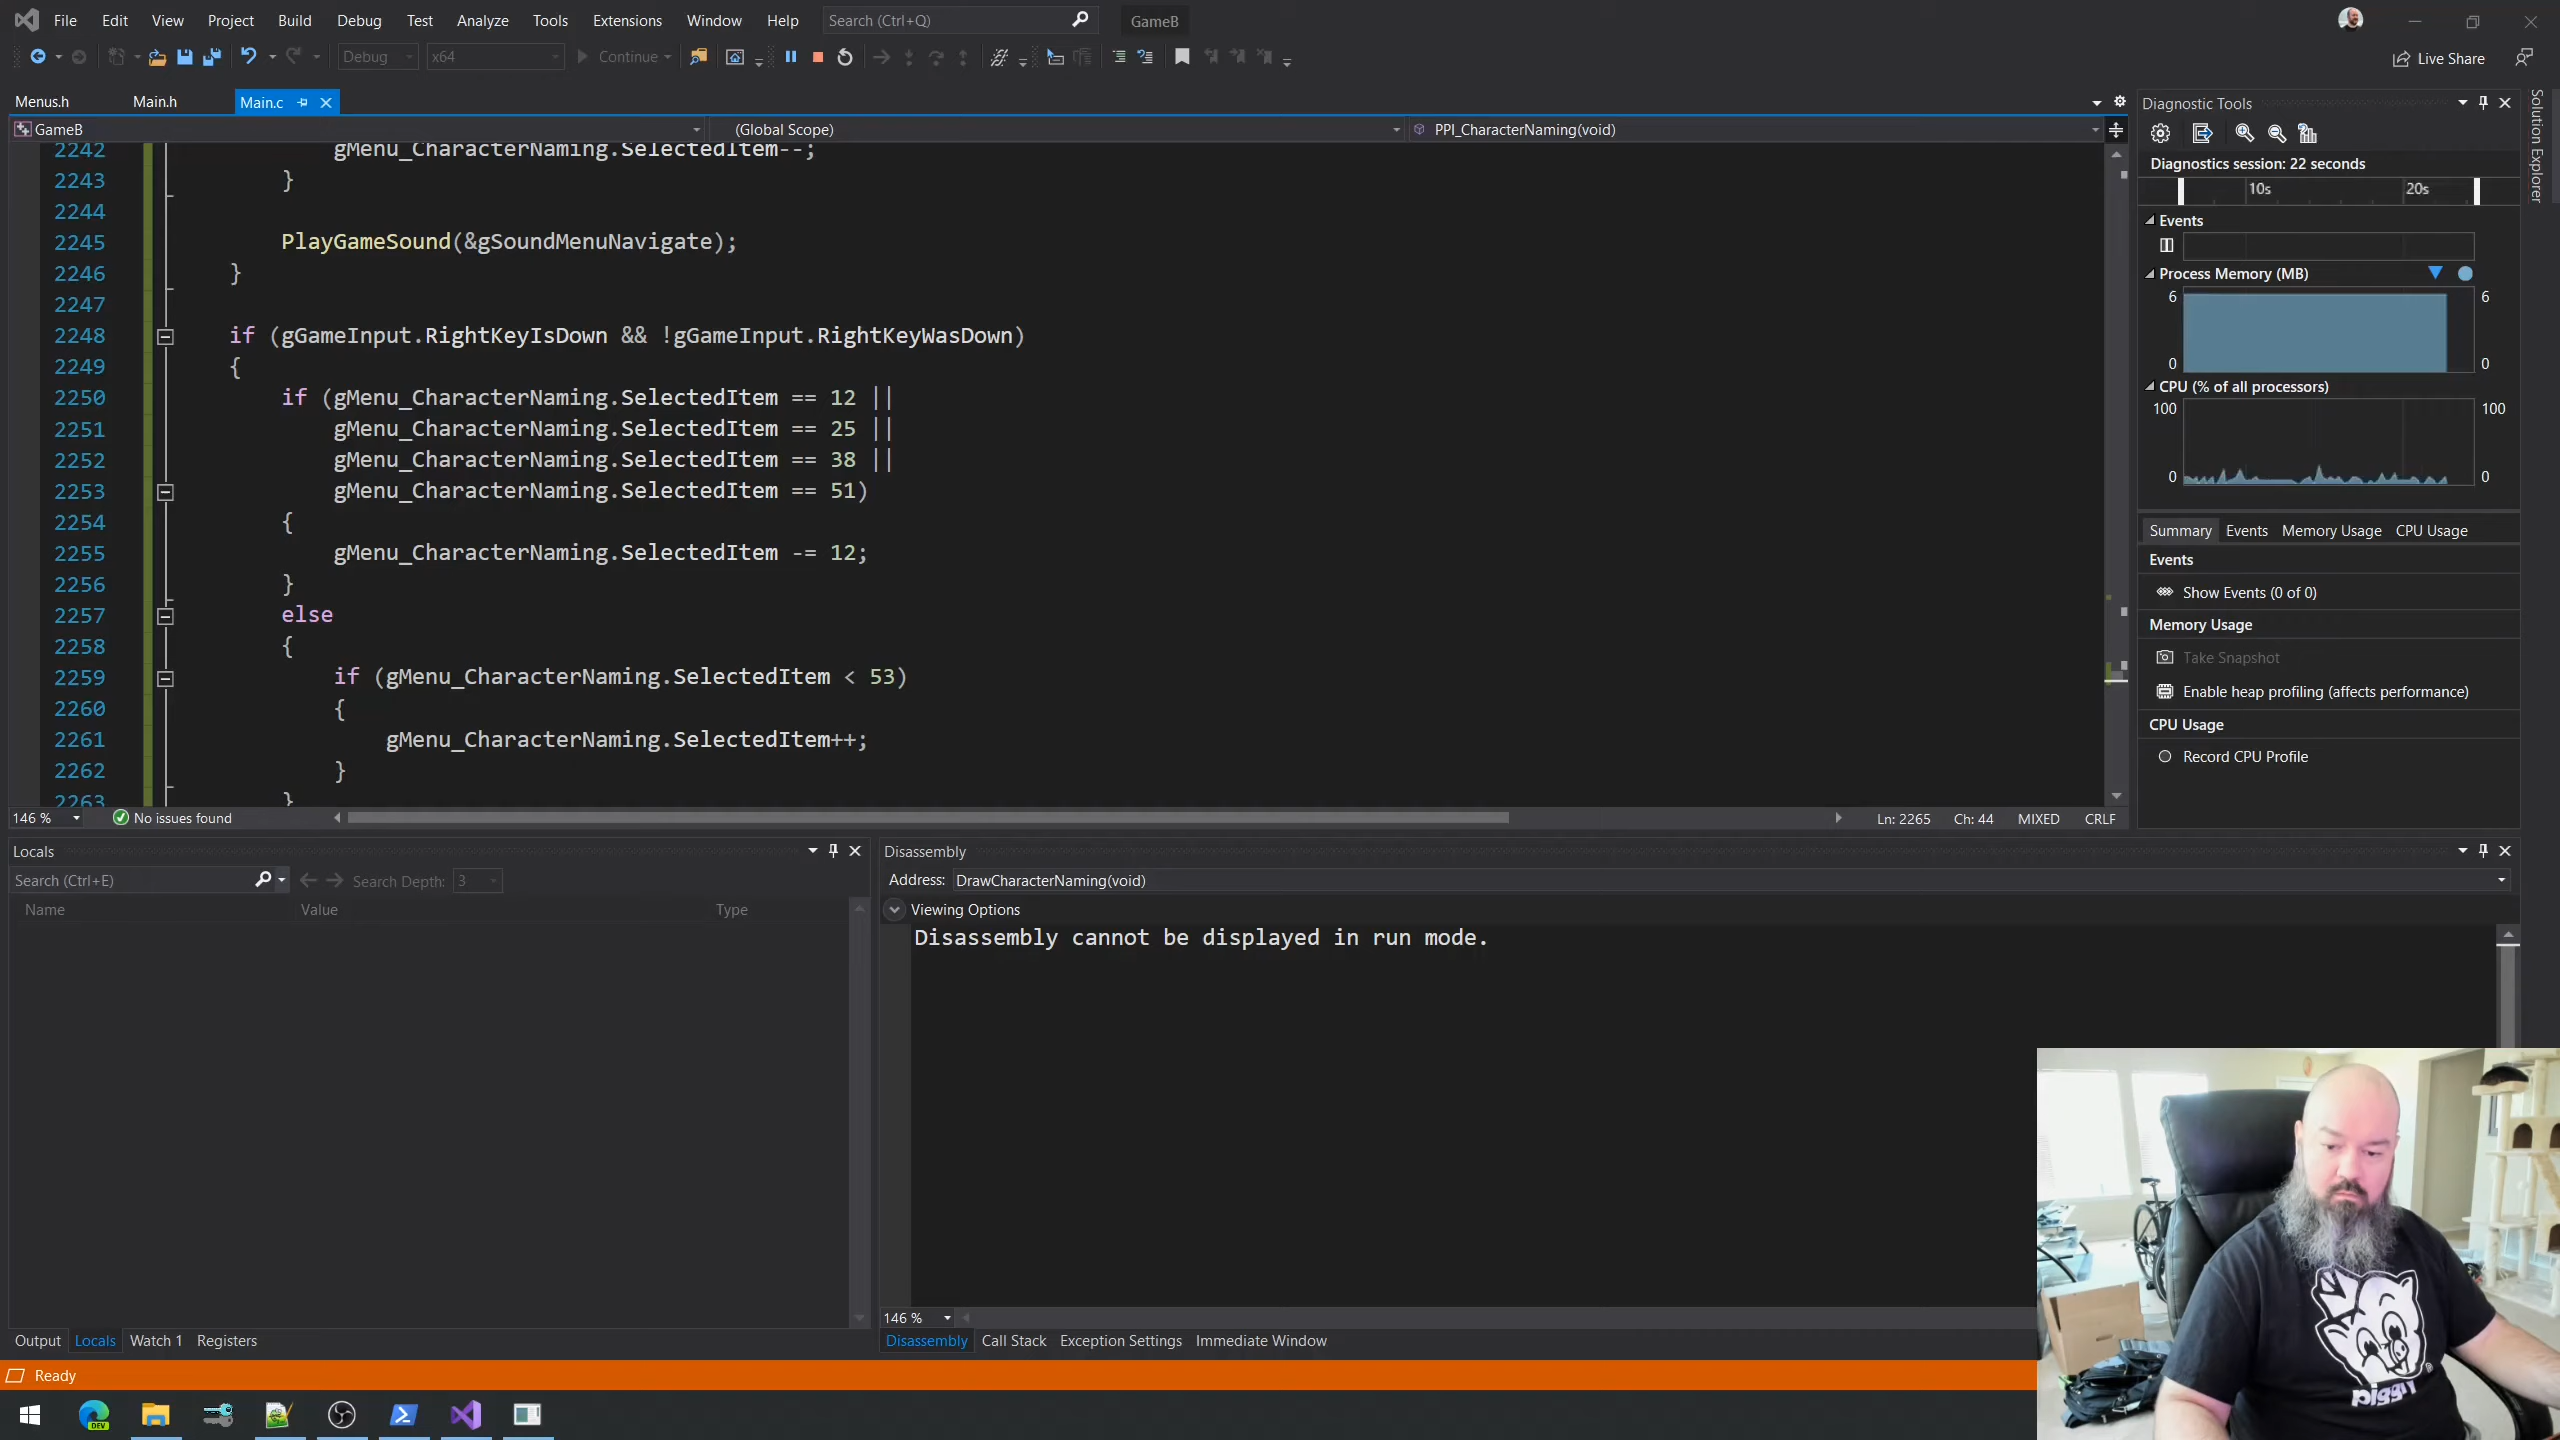 File Edit View Project Build Debug Test Analyze Tools Extensions Window Help Search (Ctrl+Q) GameB
Debug x64 Continue Live Share
Menus.h Main.h Main.c
GameB (Global Scope) PPI_CharacterNaming(void)
2242 gMenu_CharacterNaming.SelectedItem--;
2243 }
2244
2245 PlayGameSound(&gSoundMenuNavigate);
2246 }
2247
2248 if (gGameInput.RightKeyIsDown && !gGameInput.RightKeyWasDown)
2249 {
2250 if (gMenu_CharacterNaming.SelectedItem == 12 ||
2251 gMenu_CharacterNaming.SelectedItem == 25 ||
2252 gMenu_CharacterNaming.SelectedItem == 38 ||
2253 gMenu_CharacterNaming.SelectedItem == 51)
2254 {
2255 gMenu_CharacterNaming.SelectedItem -= 12;
2256 }
2257 else
2258 {
2259 if (gMenu_CharacterNaming.SelectedItem < 53)
2260 {
2261 gMenu_CharacterNaming.SelectedItem++;
2262 }
2263 }
146 % No issues found Ln: 2265 Ch: 44 MIXED CRLF
Diagnostic Tools
Diagnostics session: 22 seconds
10s 20s
Events
Process Memory (MB)
6 6
0 0
CPU (% of all processors)
100 100
0 0
Summary Events Memory Usage CPU Usage
Events
Show Events (0 of 0)
Memory Usage
Take Snapshot
Enable heap profiling (affects performance)
CPU Usage
Record CPU Profile
Solution Explorer
Locals
Search (Ctrl+E) Search Depth: 3
Name Value Type
Output Locals Watch 1 Registers
Disassembly
Address: DrawCharacterNaming(void)
Viewing Options
Disassembly cannot be displayed in run mode.
146 %
Disassembly Call Stack Exception Settings Immediate Window
Ready
DEV
piggly